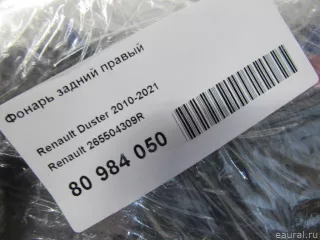 Фонарь задний правый
Renault Duster 2010-2021
Renault 265504309R
80 984 050
eaural.ru